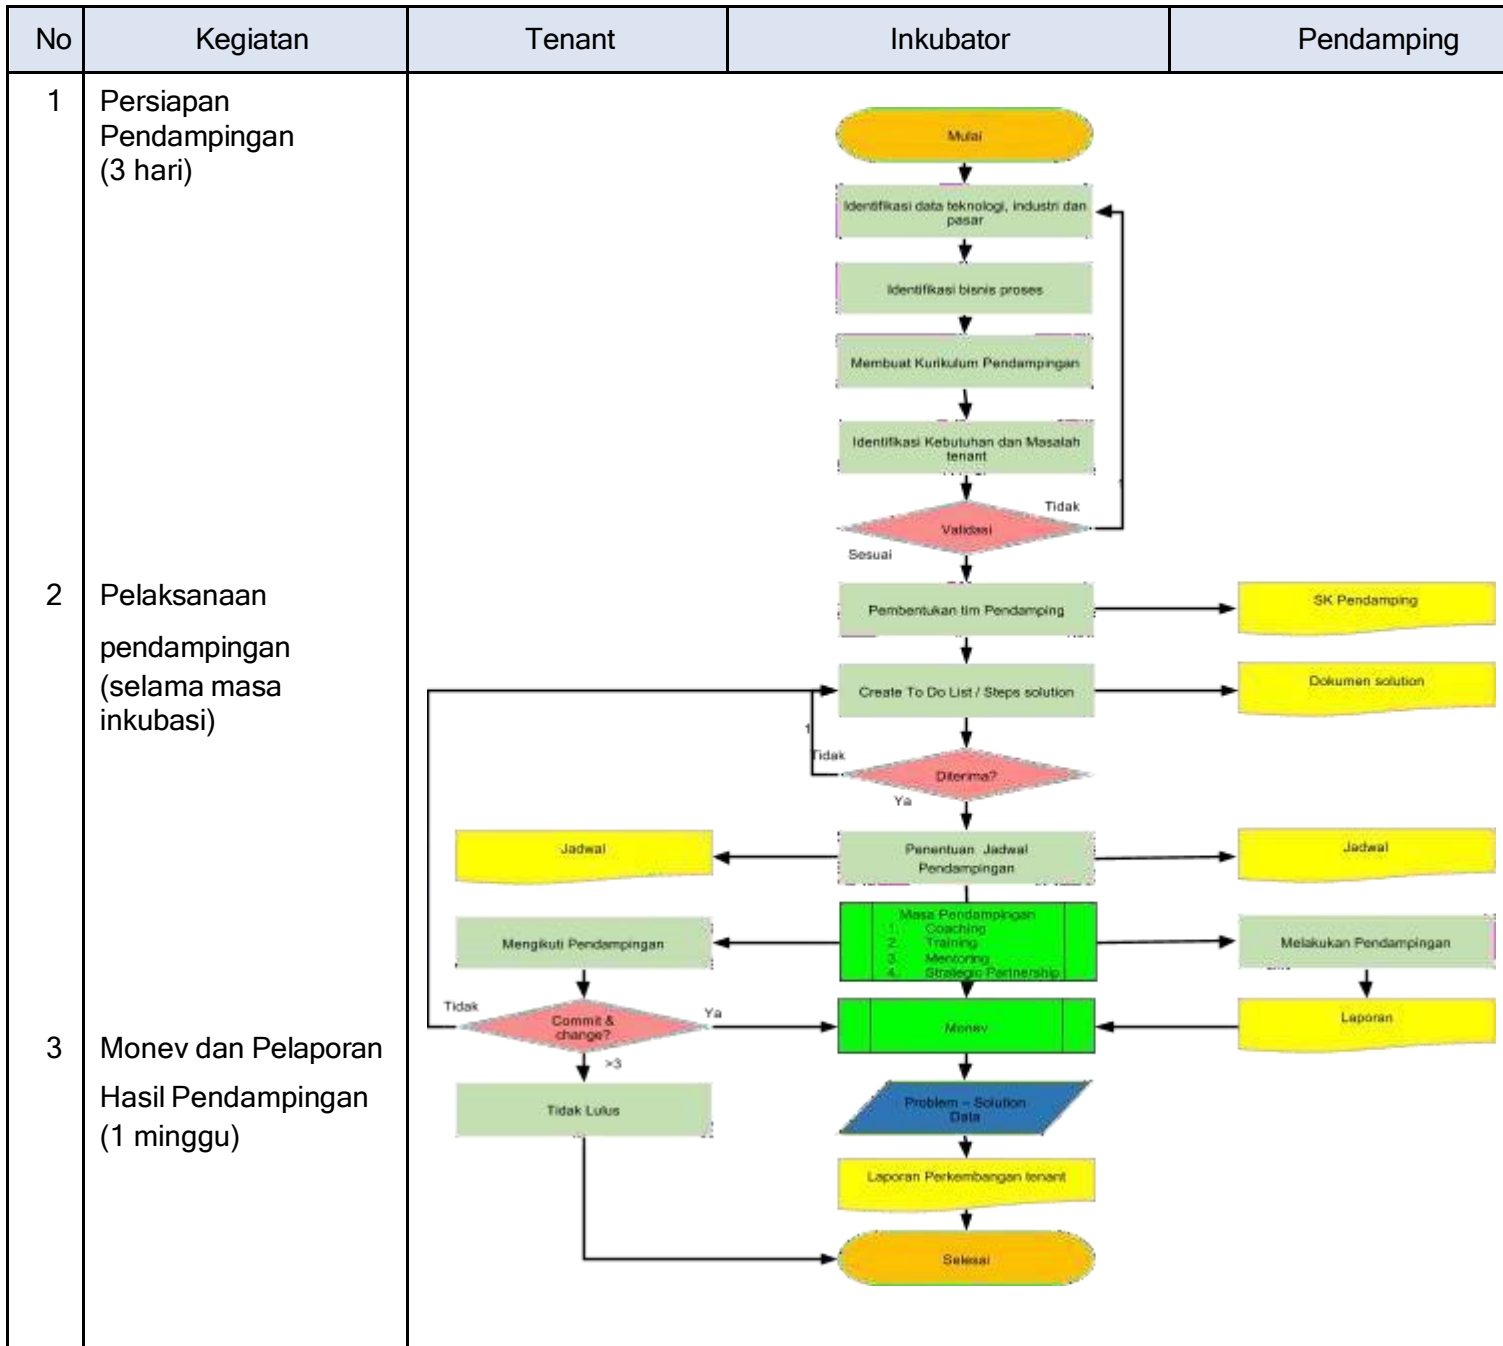 No
Kegiatan
Tenant
Inkubator
Pendamping
1
Persiapan
Pendampingan
(3 hari)
Mulai
Identifikasi data teknologi, industri dan
pasar
Identifikasi bisnis proses
Membuat Kurikulum Pendampingan
Identifikasi Kebutuhan dan Masalah
tenant
Tidak
Validasi
Sesuai
2
Pelaksanaan
pendampingan
(selama masa
inkubasi)
Pembentukan tim Pendamping
SK Pendamping
Create To Do List / Steps solution
Dokumen solution
1
Tidak
Diterima?
Ya
Jadwal
Penentuan Jadwal
Pendampingan
Jadwal
Mengikuti Pendampingan
Masa Pendampingan
1. Coaching
2. Training
3. Mentoring
4. Strategic Partnership
Melakukan Pendampingan
Tidak
Commit &
change?
Ya
>3
Monev
Laporan
3
Monev dan Pelaporan
Hasil Pendampingan
(1 minggu)
Tidak Lulus
Problem – Solution
Data
Laporan Perkembangan tenant
Selesai